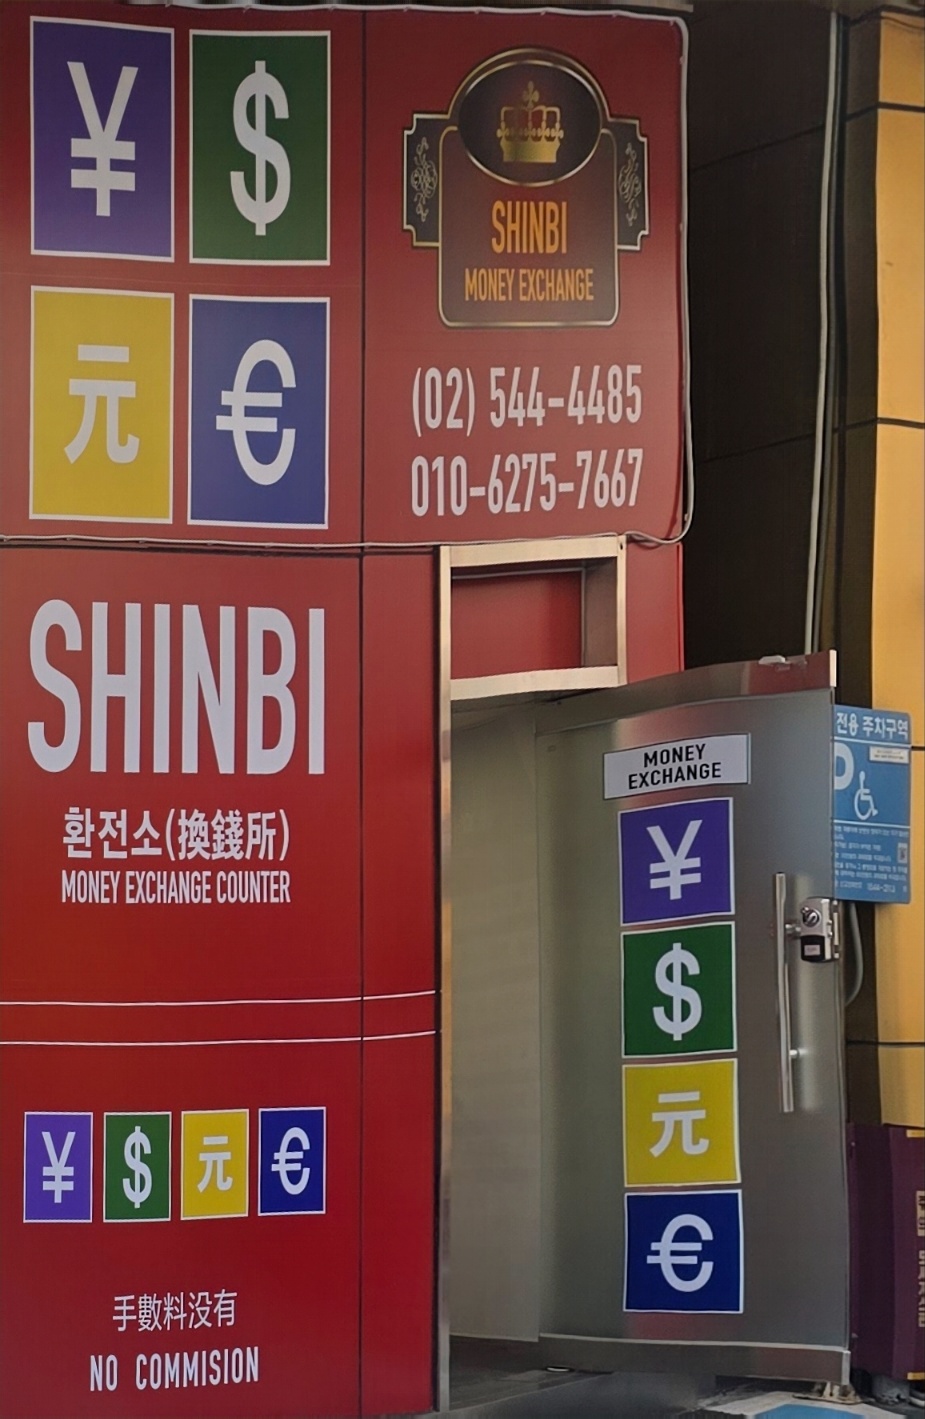 ¥ $
元 €
SHINBI
MONEY EXCHANGE
(02) 544-4485
010-6275-7667
SHINBI
환전소(換錢所)
MONEY EXCHANGE COUNTER
¥ $ 元 €
手數料没有
NO COMMISION
MONEY
EXCHANGE
¥
$
元
€
전용 주차구역
P